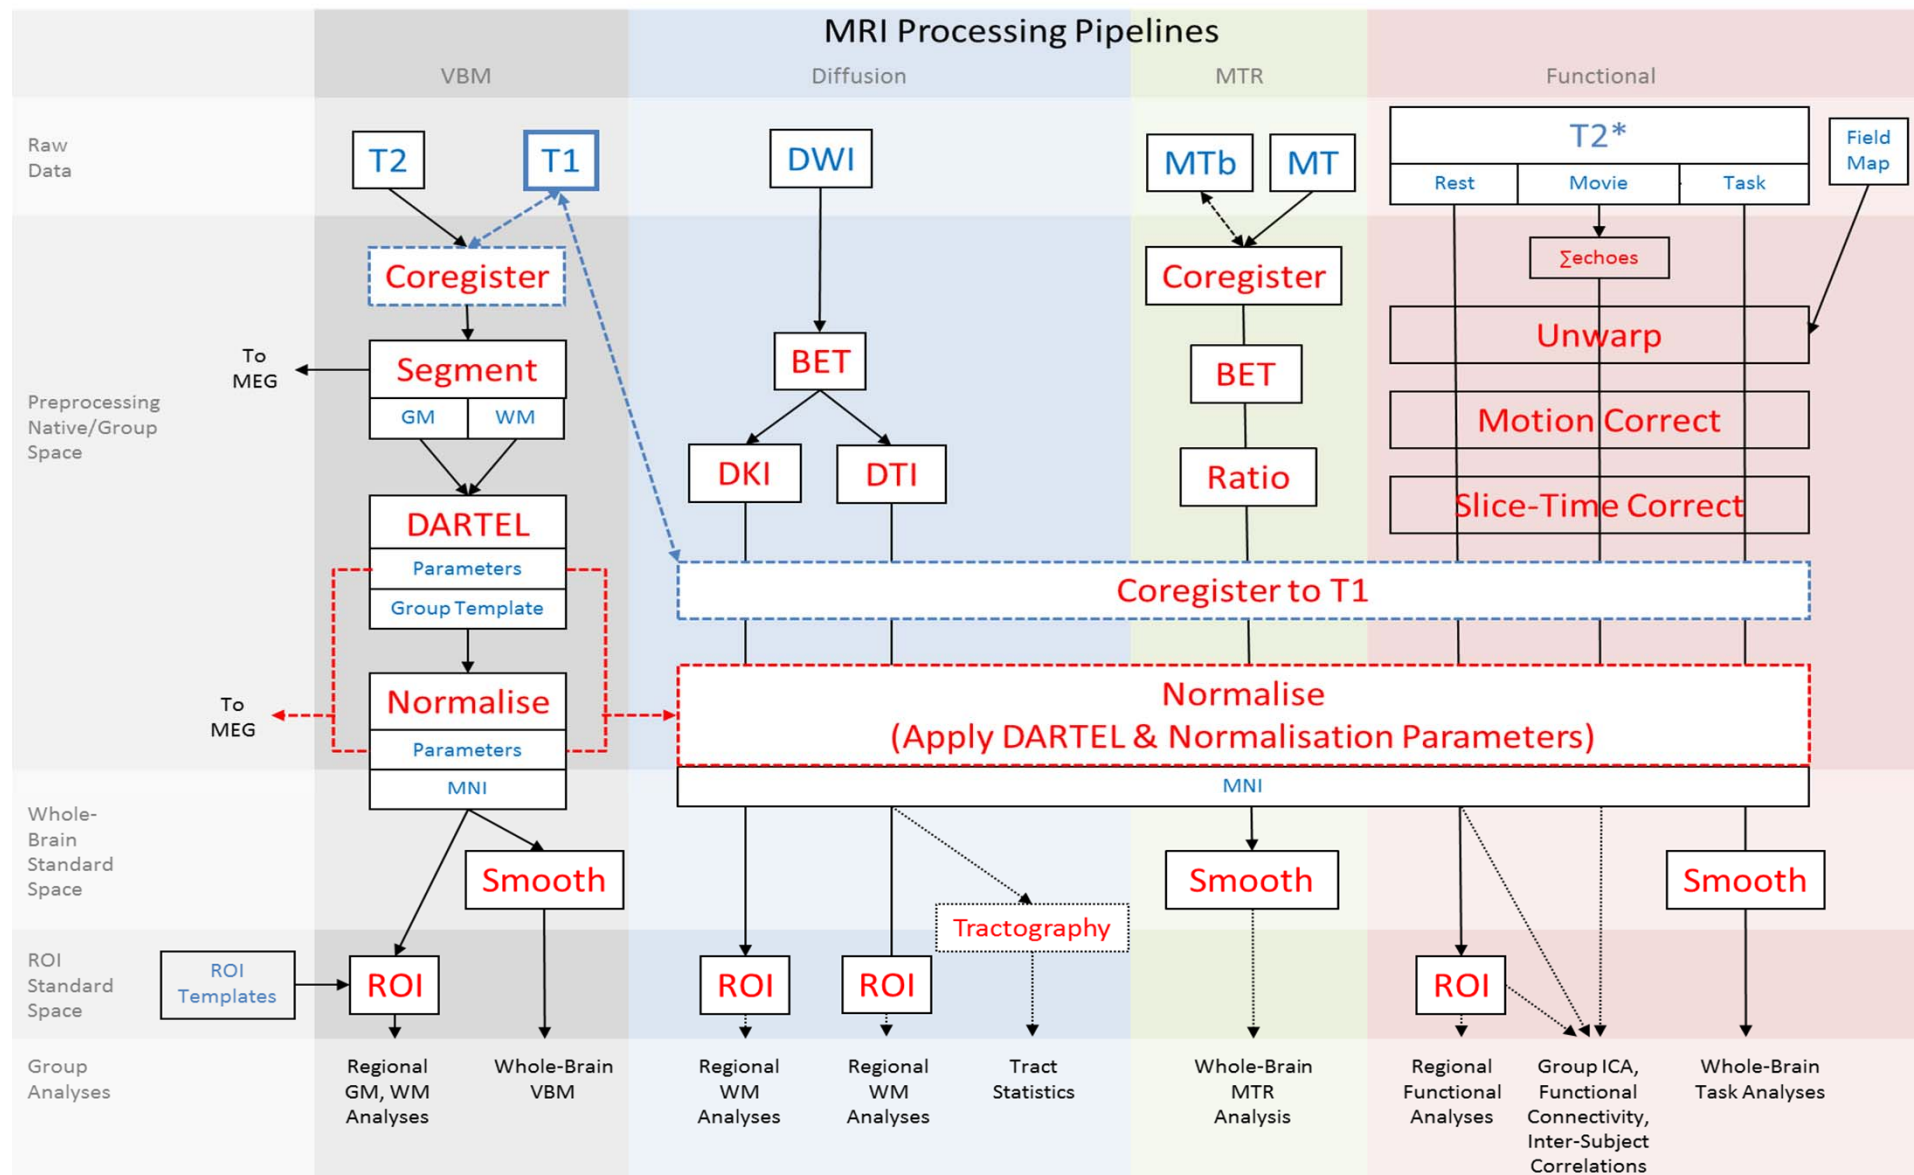 MRI Processing Pipelines
VBM
Diffusion
MTR
Functional
Raw
Data
T2
T1
DWI
MTb
MT
T2*
Rest
Movie
Task
Field
Map
Preprocessing
Native/Group
Space
Coregister
Coregister
∑echoes
To
MEG
Segment
GM
WM
BET
BET
Unwarp
Motion Correct
DKI
DTI
Ratio
Slice-Time Correct
DARTEL
Parameters
Group Template
Coregister to T1
To
MEG
Normalise
Parameters
MNI
Normalise
(Apply DARTEL & Normalisation Parameters)
MNI
Whole-
Brain
Standard
Space
Smooth
Tractography
Smooth
Smooth
ROI
Standard
Space
ROI
Templates
ROI
ROI
ROI
ROI
Group
Analyses
Regional
GM, WM
Analyses
Whole-Brain
VBM
Regional
WM
Analyses
Regional
WM
Analyses
Tract
Statistics
Whole-Brain
MTR
Analysis
Regional
Functional
Analyses
Group ICA,
Functional
Connectivity,
Inter-Subject
Correlations
Whole-Brain
Task Analyses